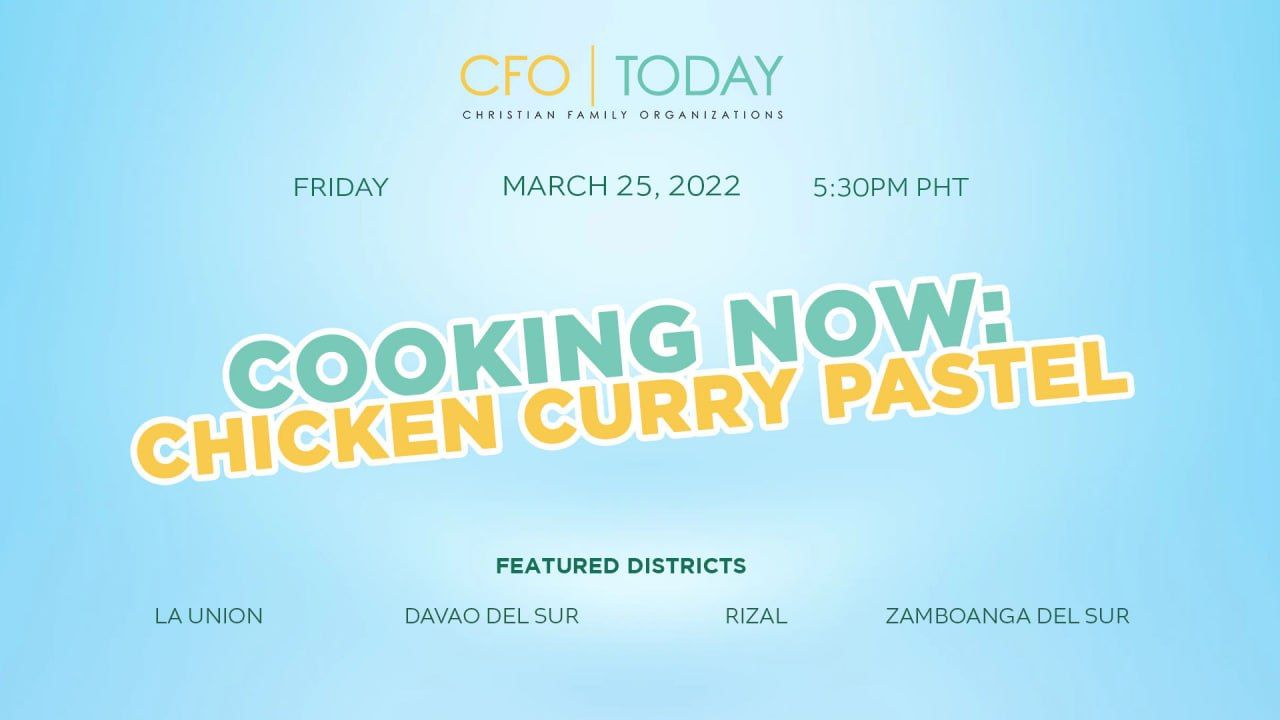 CFO | TODAY
CHRISTIAN FAMILY ORGANIZATIONS
FRIDAY MARCH 25, 2022 5:30PM PHT
COOKING NOW:
CHICKEN CURRY PASTEL
FEATURED DISTRICTS
LA UNION DAVAO DEL SUR RIZAL ZAMBOANGA DEL SUR